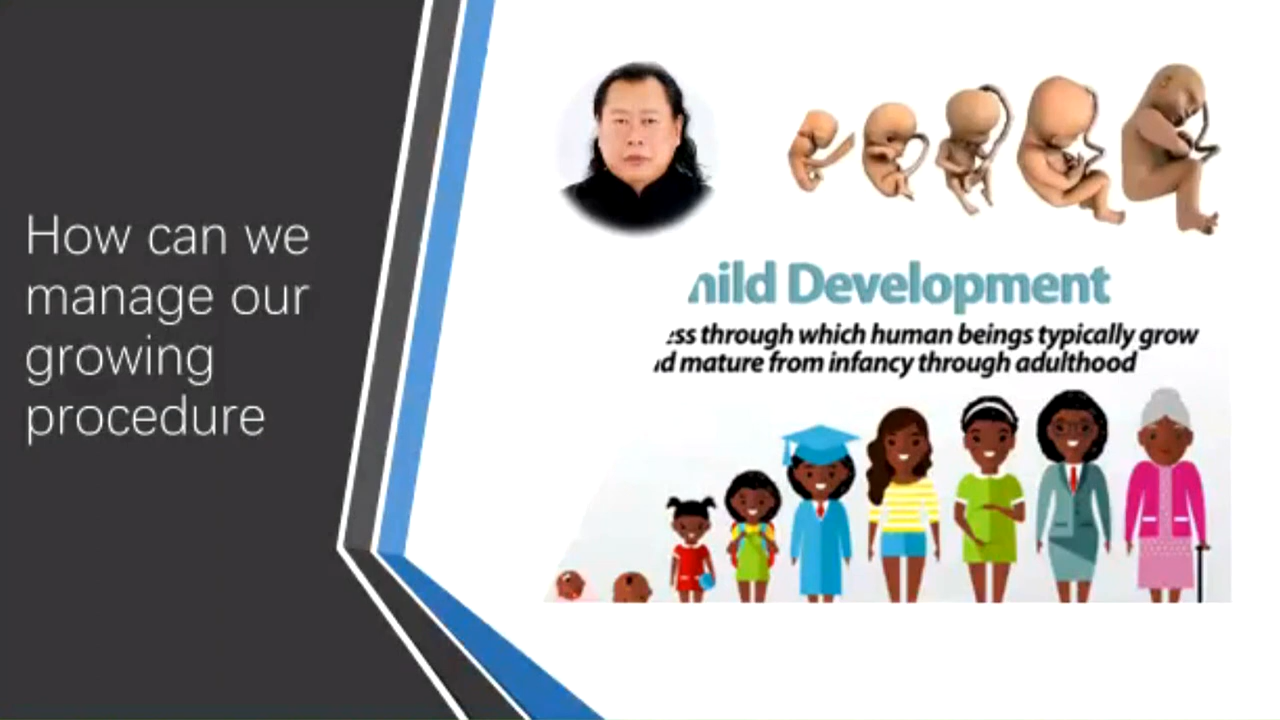 How can we
manage our
growing
procedure
hild Development
ess through which human beings typically grow
d mature from infancy through adulthood